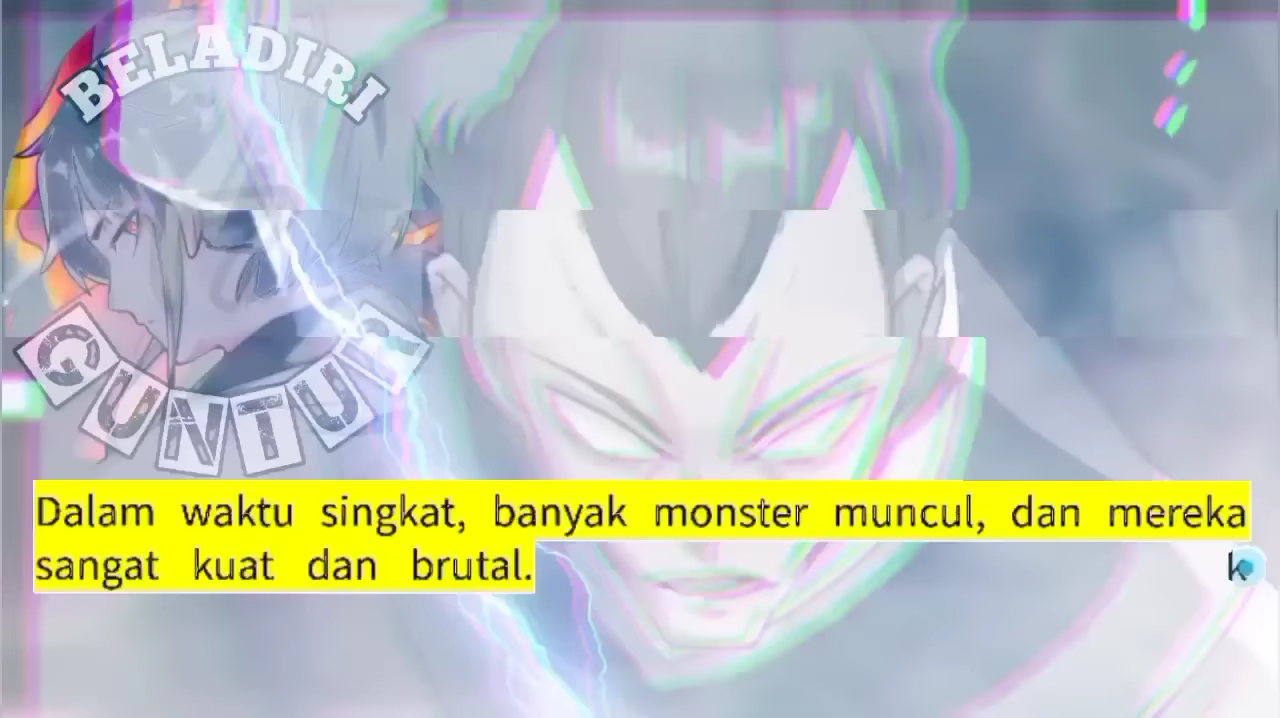 BELADIRI
GUNTUR
Dalam waktu singkat, banyak monster muncul, dan mereka
sangat kuat dan brutal.
k